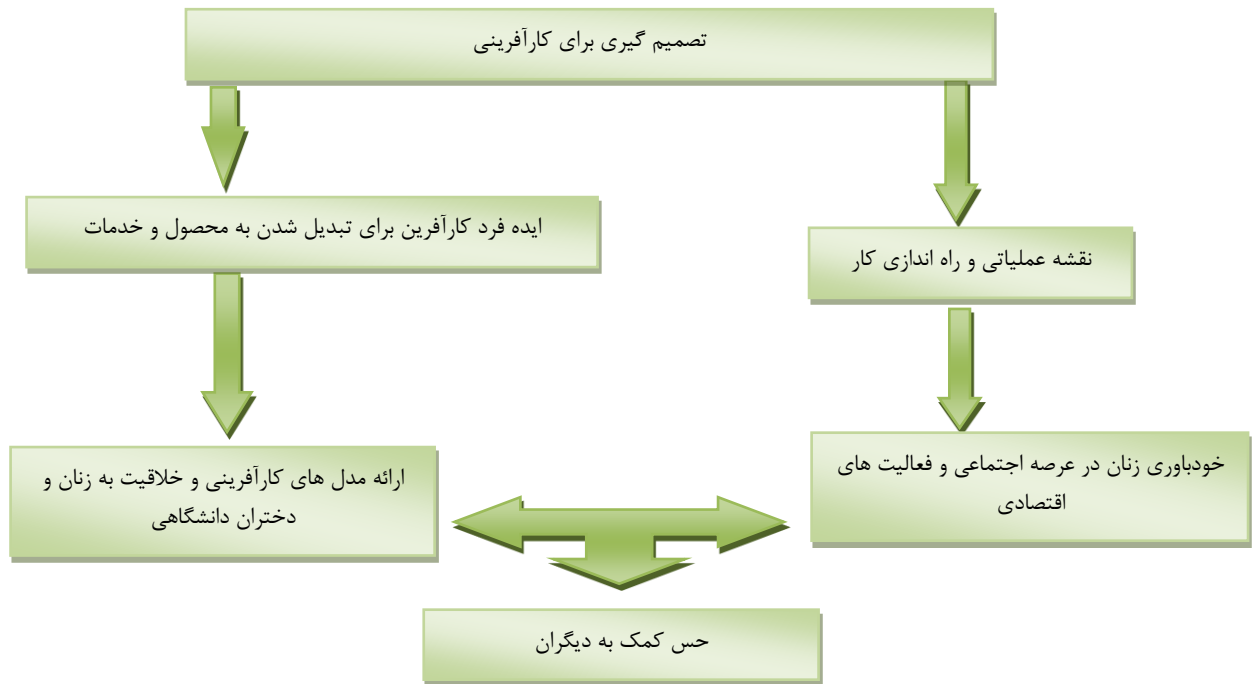 تصمیم گیری برای کارآفرینی
ایده فرد کارآفرین برای تبدیل شدن به محصول و خدمات
نقشه عملیاتی و راه اندازی کار
خودباوری زنان در عرصه اجتماعی و فعالیت های
اقتصادی
ارائه مدل های کارآفرینی و خلاقیت به زنان و
دختران دانشگاهی
حس کمک به دیگران